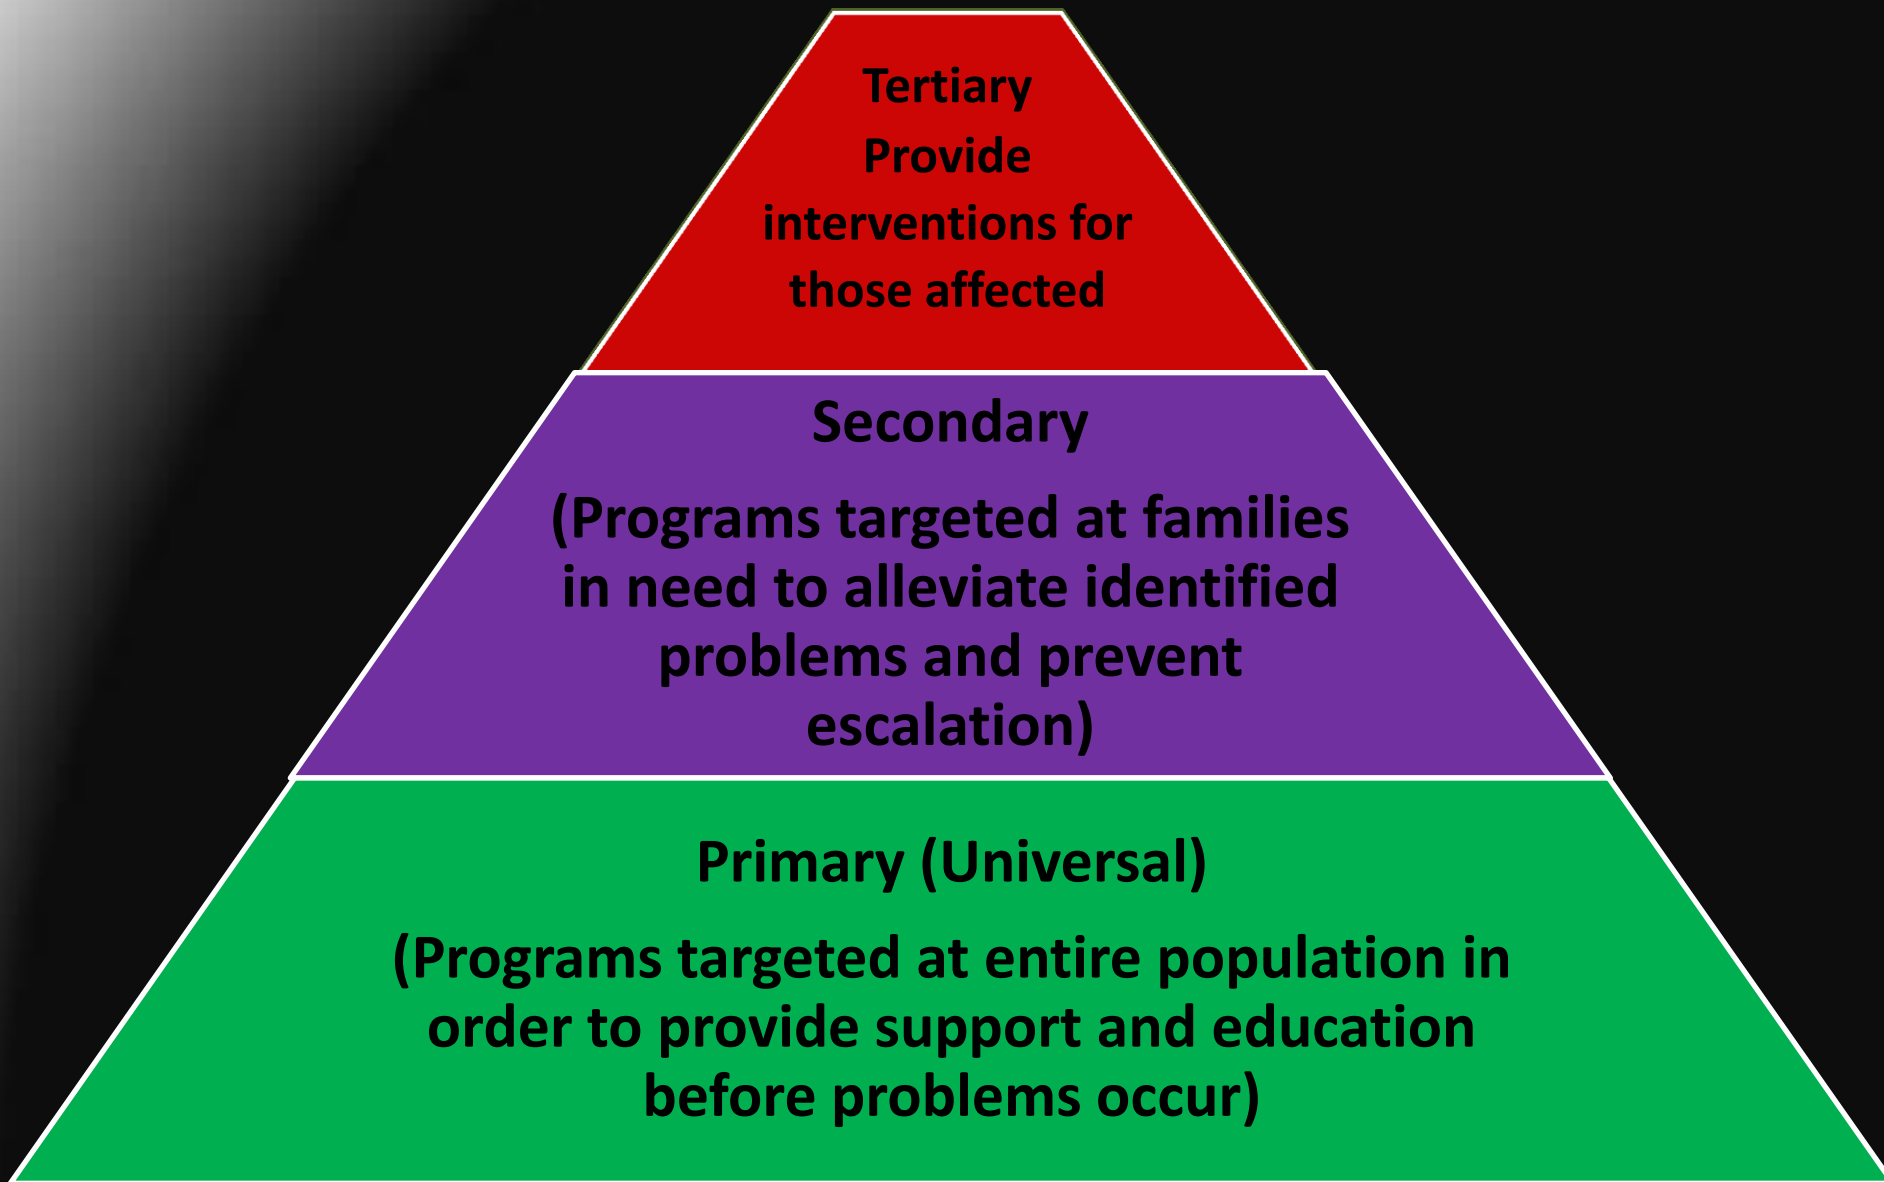 Tertiary
Provide
interventions for
those affected
Secondary
(Programs targeted at families
in need to alleviate identified
problems and prevent
escalation)
Primary (Universal)
(Programs targeted at entire population in
order to provide support and education
before problems occur)